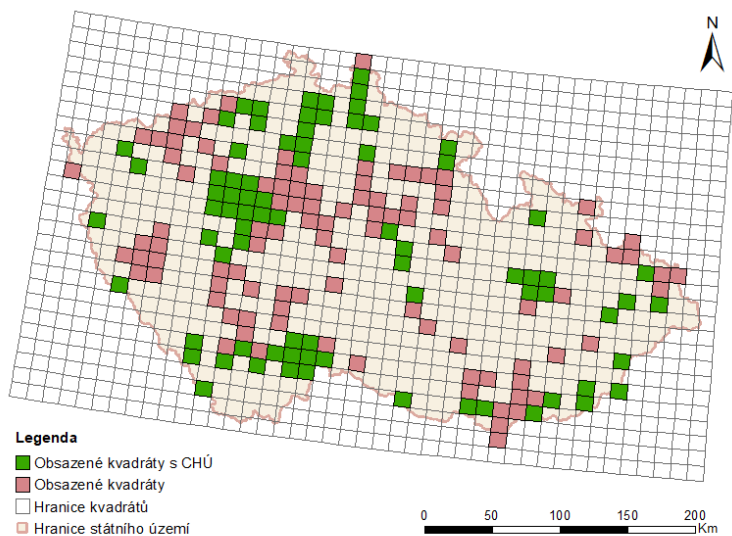 N
Legenda
Obsazené kvadráty s CHÚ
Obsazené kvadráty
Hranice kvadrátů
Hranice státního území
0 50 100 150 200
Km